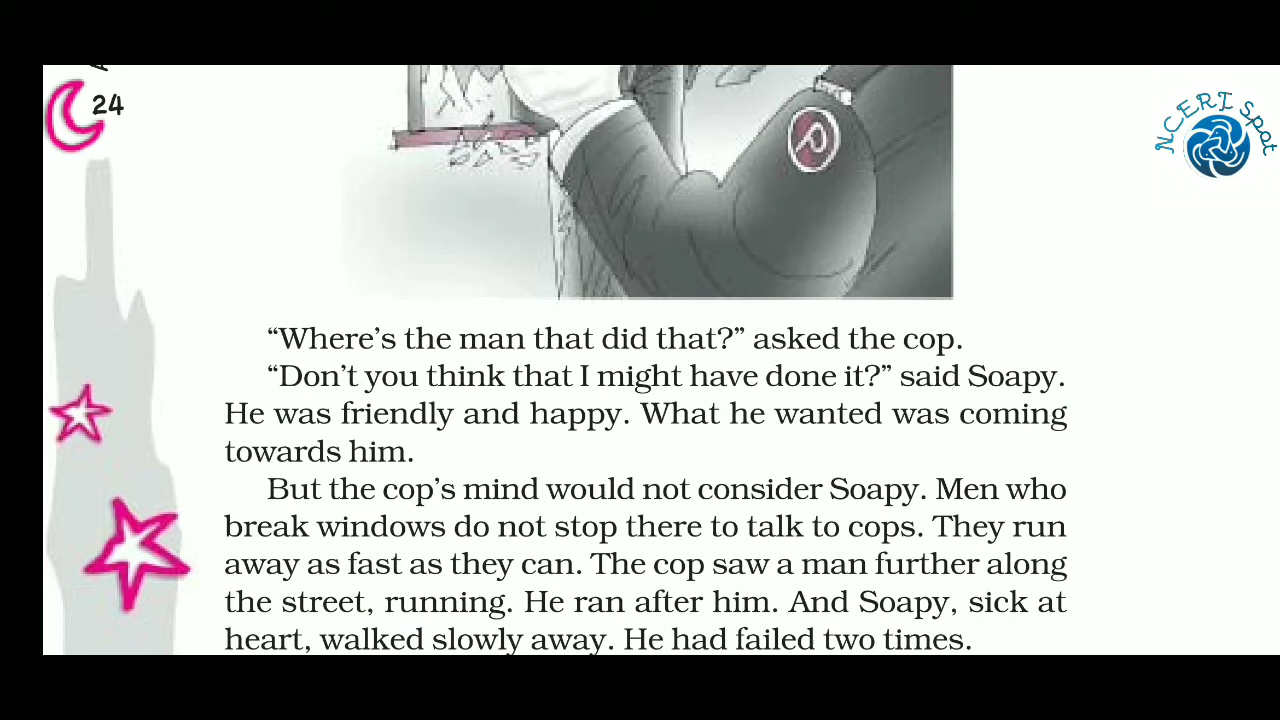 24
NCERT Spot
P
“Where’s the man that did that?” asked the cop.
“Don’t you think that I might have done it?” said Soapy.
He was friendly and happy. What he wanted was coming
towards him.
But the cop’s mind would not consider Soapy. Men who
break windows do not stop there to talk to cops. They run
away as fast as they can. The cop saw a man further along
the street, running. He ran after him. And Soapy, sick at
heart, walked slowly away. He had failed two times.